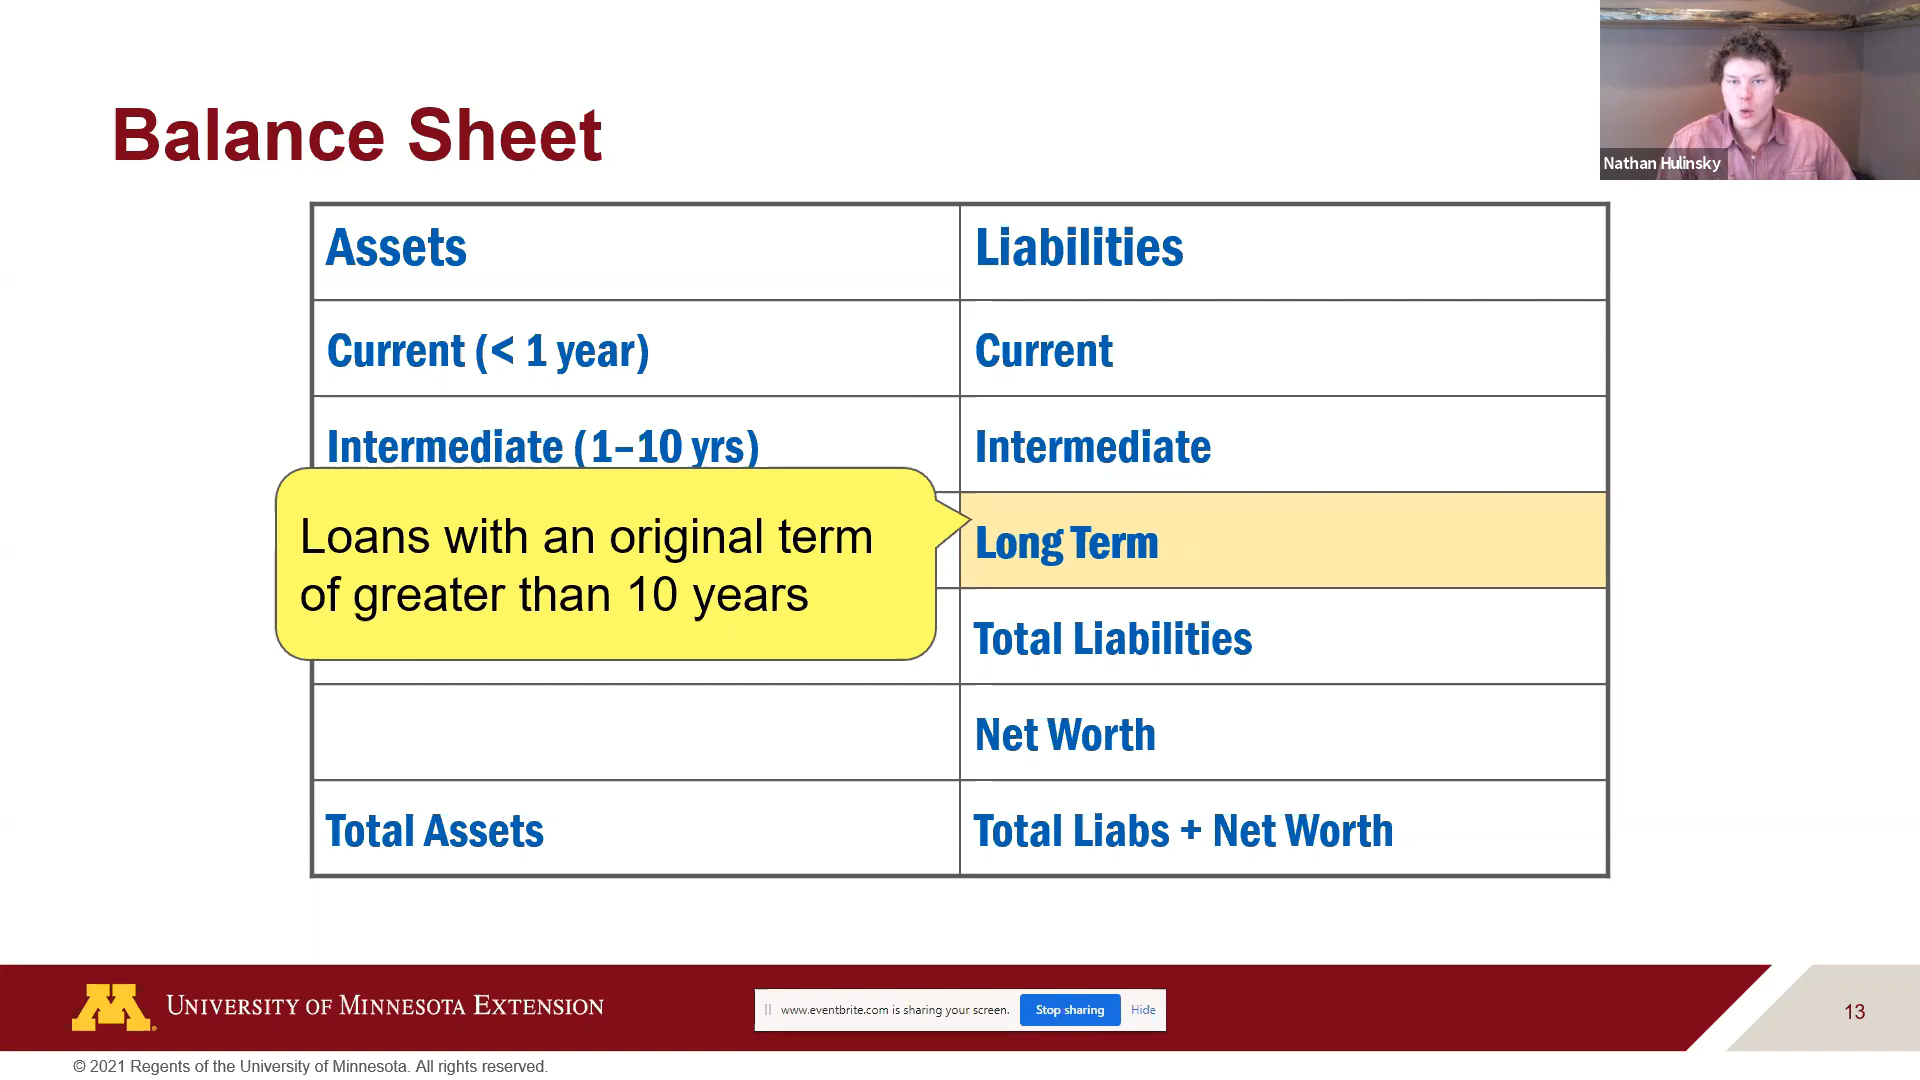 Balance Sheet
Nathan Hulinsky
Assets
Liabilities
Current (< 1 year)
Current
Intermediate (1–10 yrs)
Intermediate
Loans with an original term
of greater than 10 years
Long Term
Total Liabilities
Net Worth
Total Assets
Total Liabs + Net Worth
UNIVERSITY OF MINNESOTA EXTENSION
www.eventbrite.com is sharing your screen.
Stop sharing
Hide
13
© 2021 Regents of the University of Minnesota. All rights reserved.